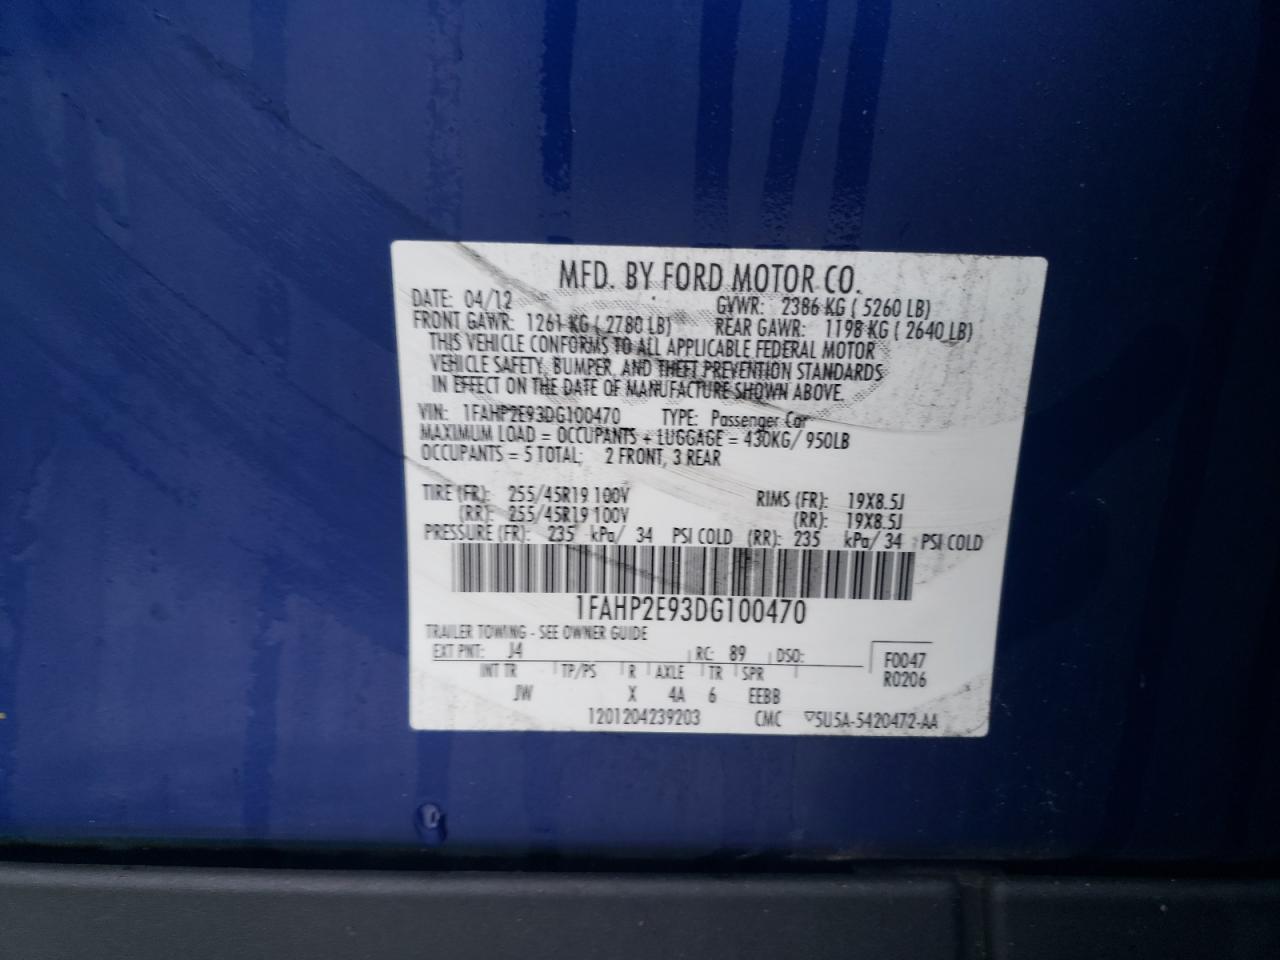 MFD. BY FORD MOTOR CO.
DATE: 04/12 GVWR: 2386 KG ( 5260 LB)
FRONT GAWR: 1261 KG ( 2780 LB) REAR GAWR: 1198 KG ( 2640 LB)
THIS VEHICLE CONFORMS TO ALL APPLICABLE FEDERAL MOTOR
VEHICLE SAFETY, BUMPER, AND THEFT PREVENTION STANDARDS
IN EFFECT ON THE DATE OF MANUFACTURE SHOWN ABOVE.
VIN: 1FAHP2E93DG100470 TYPE: Passenger Car
MAXIMUM LOAD = OCCUPANTS + LUGGAGE = 430KG/ 950LB
OCCUPANTS = 5 TOTAL; 2 FRONT, 3 REAR
TIRE (FR): 255/45R19 100V RIMS (FR): 19X8.5J
(RR): 255/45R19 100V (RR): 19X8.5J
PRESSURE (FR): 235 kPa/ 34 PSI COLD (RR): 235 kPa/ 34 PSI COLD
1FAHP2E93DG100470
TRAILER TOWING - SEE OWNER GUIDE
EXT PNT: J4 RC: 89 DSO: F0047
INT TR TP/PS R AXLE TR SPR R0206
JW X 4A 6 EEBB
1201204239203 CMC ▽5U5A-5420472-AA